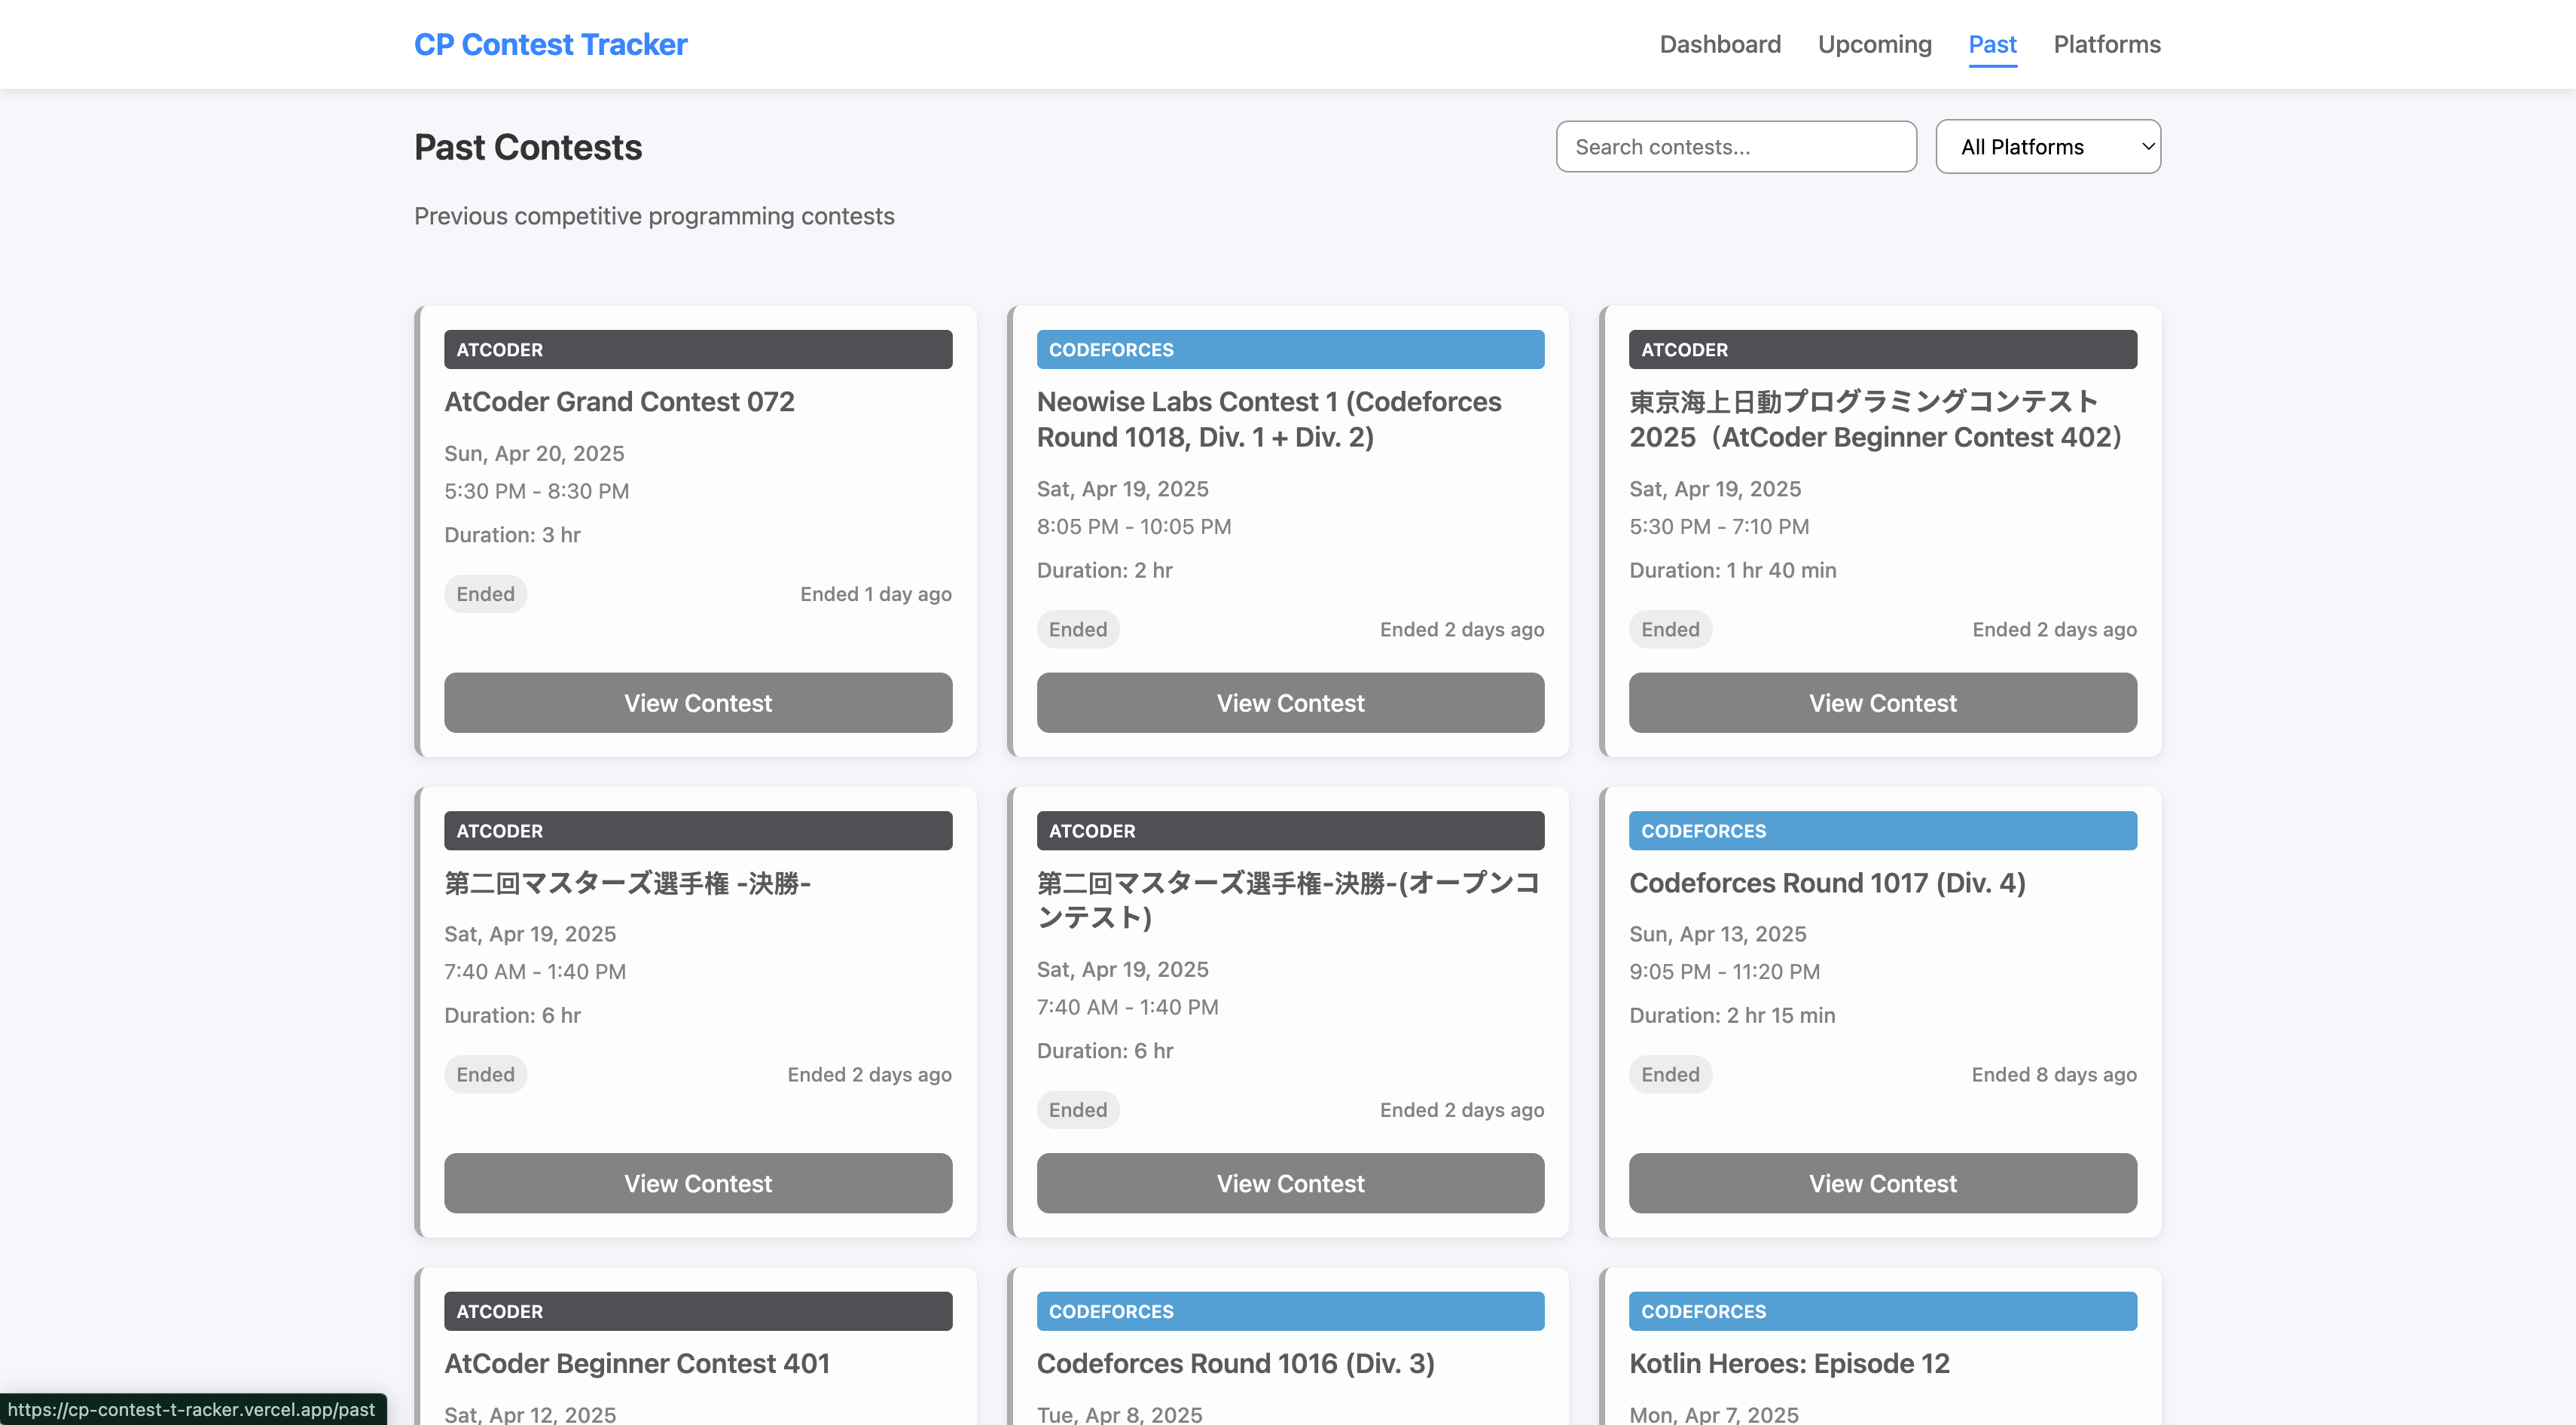 CP Contest Tracker
Dashboard Upcoming Past Platforms
Past Contests
Search contests...
All Platforms
Previous competitive programming contests
ATCODER
AtCoder Grand Contest 072
Sun, Apr 20, 2025
5:30 PM - 8:30 PM
Duration: 3 hr
Ended
Ended 1 day ago
View Contest
CODEFORCES
Neowise Labs Contest 1 (Codeforces
Round 1018, Div. 1 + Div. 2)
Sat, Apr 19, 2025
8:05 PM - 10:05 PM
Duration: 2 hr
Ended
Ended 2 days ago
View Contest
ATCODER
東京海上日動プログラミングコンテスト
2025（AtCoder Beginner Contest 402）
Sat, Apr 19, 2025
5:30 PM - 7:10 PM
Duration: 1 hr 40 min
Ended
Ended 2 days ago
View Contest
ATCODER
第二回マスターズ選手権 -決勝-
Sat, Apr 19, 2025
7:40 AM - 1:40 PM
Duration: 6 hr
Ended
Ended 2 days ago
View Contest
ATCODER
第二回マスターズ選手権-決勝-(オープンコ
ンテスト)
Sat, Apr 19, 2025
7:40 AM - 1:40 PM
Duration: 6 hr
Ended
Ended 2 days ago
View Contest
CODEFORCES
Codeforces Round 1017 (Div. 4)
Sun, Apr 13, 2025
9:05 PM - 11:20 PM
Duration: 2 hr 15 min
Ended
Ended 8 days ago
View Contest
ATCODER
AtCoder Beginner Contest 401
Sat, Apr 12, 2025
CODEFORCES
Codeforces Round 1016 (Div. 3)
Tue, Apr 8, 2025
CODEFORCES
Kotlin Heroes: Episode 12
Mon, Apr 7, 2025
https://cp-contest-t-racker.vercel.app/past